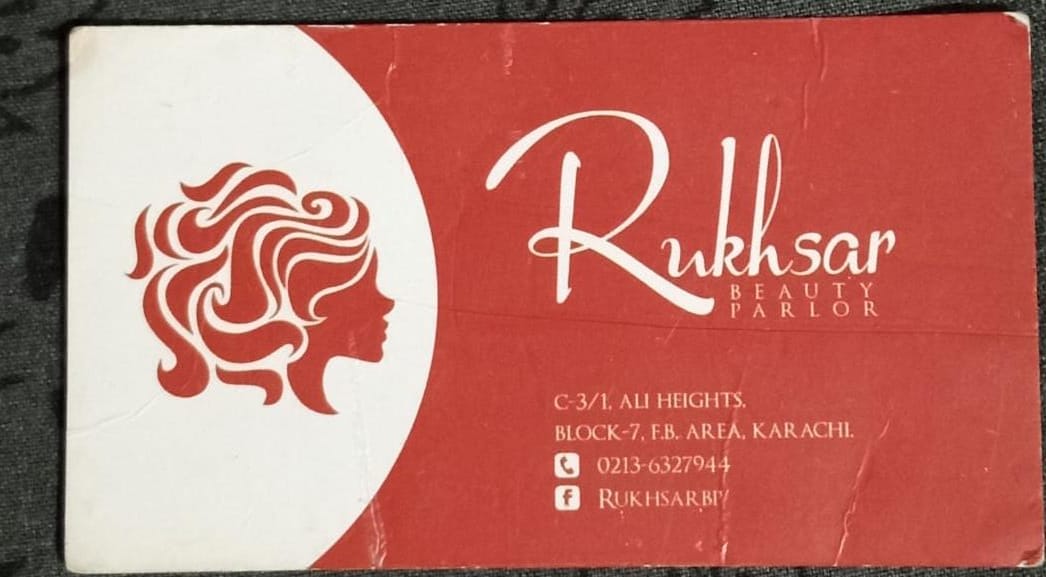 Rukhsar
BEAUTY
PARLOR
C-3/1, ALI HEIGHTS,
BLOCK-7, F.B. AREA, KARACHI.
0213-6327944
RUKHSARBP/